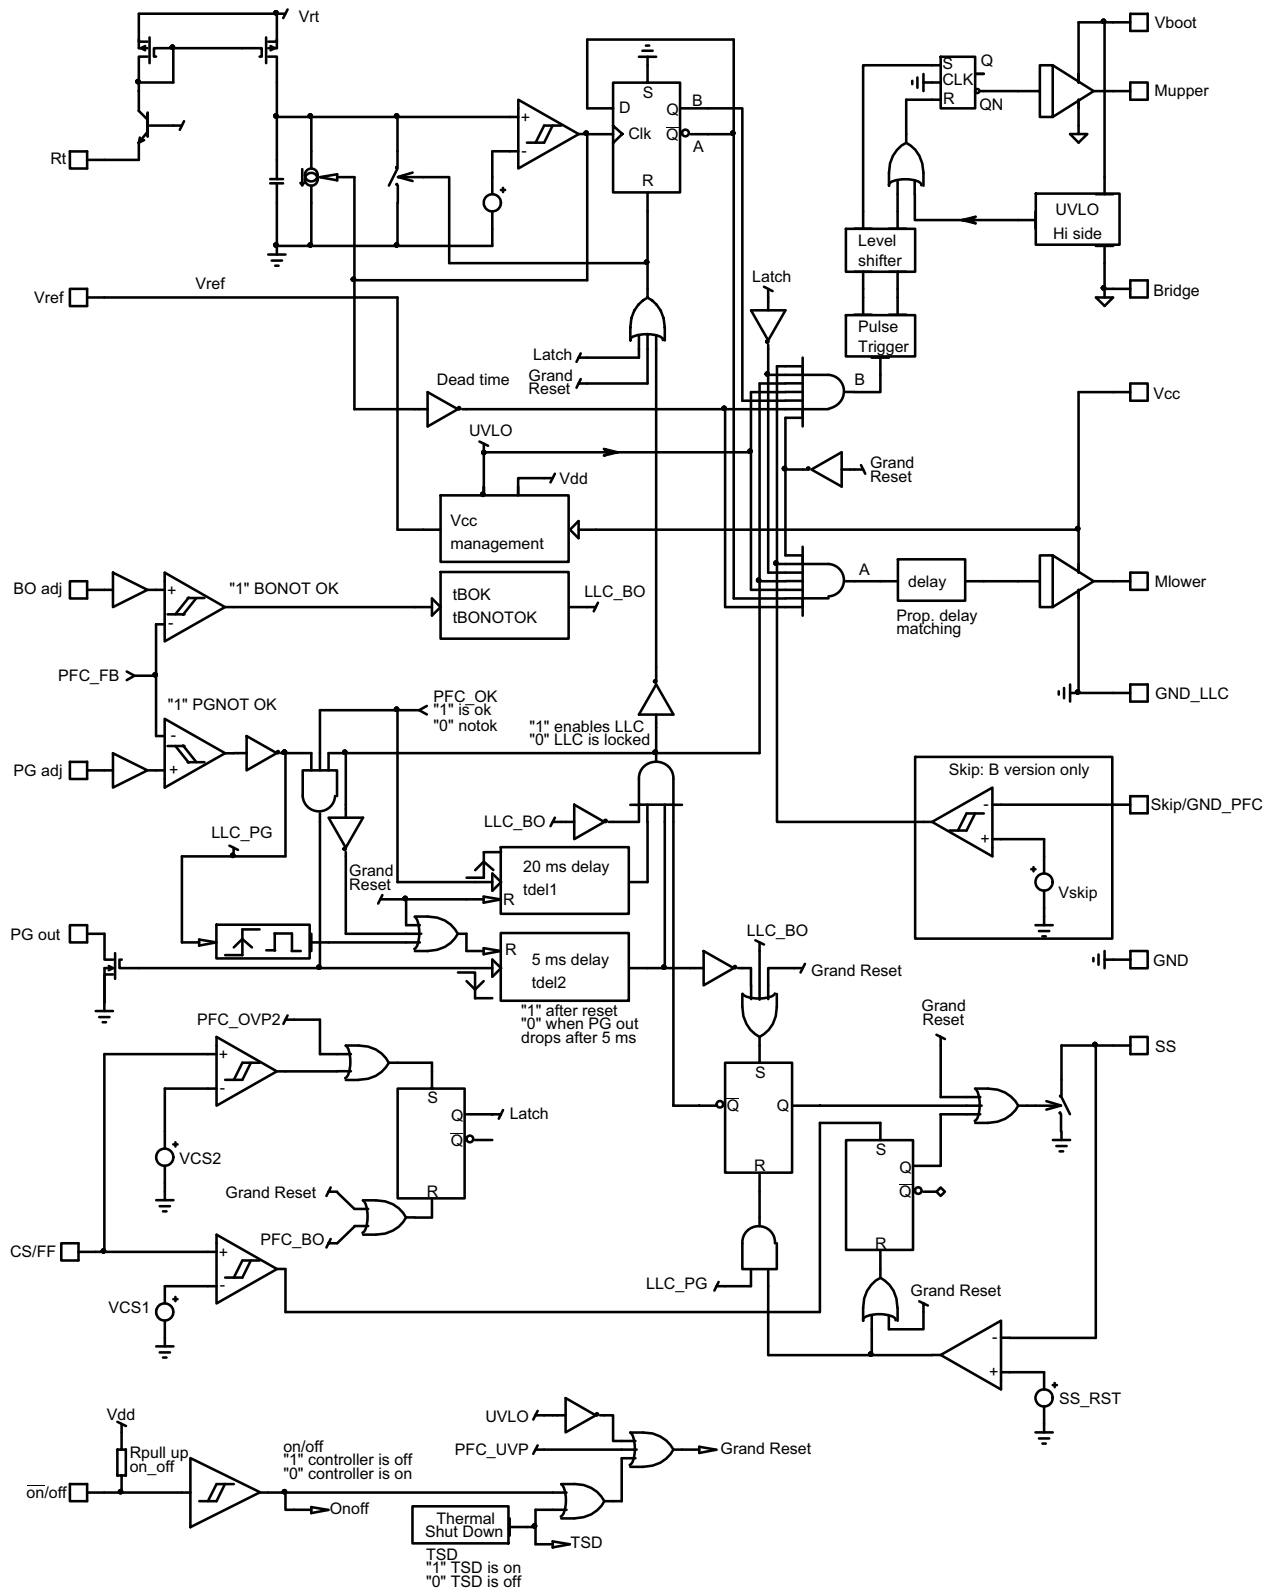 Vrt
Vboot
S
Q
CLK
R
QN
Mupper
Rt
+
-
+
S
D
Q
B
Clk
Q
A
R
UVLO
Hi side
Level
shifter
Vref
Vref
Latch
Bridge
Pulse
Trigger
Latch
Grand
Reset
Dead time
B
Vcc
UVLO
Grand
Reset
Vdd
Vcc
management
BO adj
+
-
"1" BONOT OK
tBOK
tBONOTOK
LLC_BO
A
delay
Prop. delay
matching
Mlower
PFC_FB
"1" PGNOT OK
PFC_OK
"1" is ok
"0" notok
"1" enables LLC
"0" LLC is locked
GND_LLC
-
+
PG adj
Skip: B version only
-
+
Skip/GND_PFC
LLC_BO
LLC_PG
Grand
Reset
20 ms delay
tdel1
R
+
Vskip
PG out
R
5 ms delay
tdel2
LLC_BO
Grand Reset
GND
"1" after reset
"0" when PG out
drops after 5 ms
Grand
Reset
PFC_OVP2
+
-
SS
S
Q
Latch
Q
R
S
Q
Q
R
+
VCS2
S
Q
Q
R
Grand Reset
PFC_BO
CS/FF
+
-
LLC_PG
Grand Reset
+
VCS1
-
+
+
SS_RST
Vdd
Rpull up
on_off
on/off
"1" controller is off
"0" controller is on
UVLO
PFC_UVP
Grand Reset
on/off
Onoff
Thermal
Shut Down
TSD
TSD
"1" TSD is on
"0" TSD is off